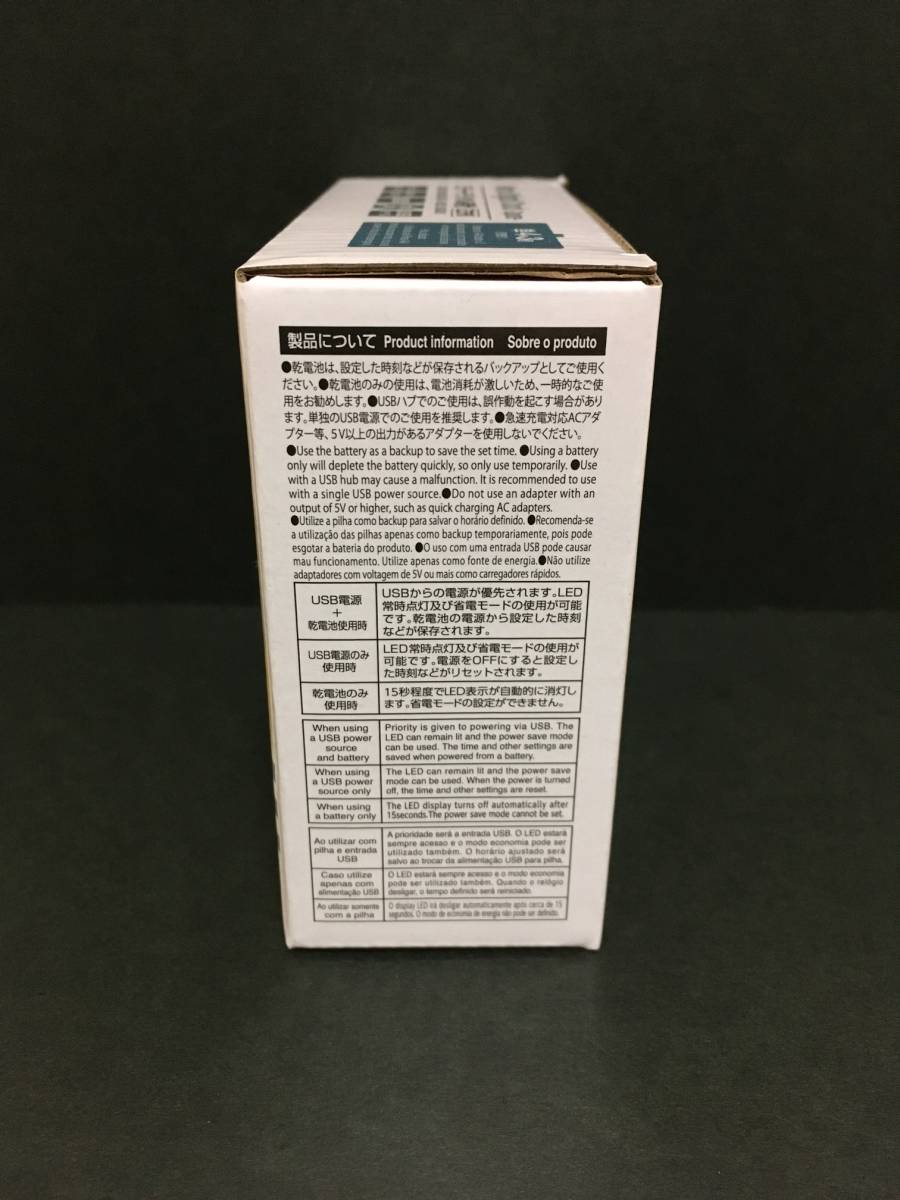 製品について Product information Sobre o produto
●乾電池は、設定した時刻などが保存されるバックアップとしてご使用く
ださい。●乾電池のみの使用は、電池消耗が激しいため、一時的なご使
用をお勧めします。●USBハブでのご使用は、誤作動を起こす場合があり
ます。単独のUSB電源でのご使用を推奨します。●急速充電対応ACアダ
プター等、5V以上の出力があるアダプターを使用しないでください。
●Use the battery as a backup to save the set time. ●Using a battery
only will deplete the battery quickly, so only use temporarily. ●Use
with a USB hub may cause a malfunction. It is recommended to use
with a single USB power source.●Do not use an adapter with an
output of 5V or higher, such as quick charging AC adapters.
●Utilize a pilha como backup para salvar o horário definido. ●Recomenda-se
a utilização das pilhas apenas como backup temporariamente, pois pode
esgotar a bateria do produto. ●O uso com uma entrada USB pode causar
mau funcionamento. Utilize apenas como fonte de energia.●Não utilize
adaptadores com voltagem de 5V ou mais como carregadores rápidos.
USB電源
+
乾電池使用時
USBからの電源が優先されます。LED
常時点灯及び省電モードの使用が可能
です。乾電池の電源から設定した時刻
などが保存されます。
USB電源のみ
使用時
LED常時点灯及び省電モードの使用が
可能です。電源をOFFにすると設定し
た時刻などがリセットされます。
乾電池のみ
使用時
15秒程度でLED表示が自動的に消灯し
ます。省電モードの設定ができません。
When using
a USB power
source
and battery
Priority is given to powering via USB. The
LED can remain lit and the power save mode
can be used. The time and other settings are
saved when powered from a battery.
When using
a USB power
source only
The LED can remain lit and the power save
mode can be used. When the power is turned
off, the time and other settings are reset.
When using
a battery only
The LED display turns off automatically after
15seconds.The power save mode cannot be set.
Ao utilizar com
pilha e entrada
USB
A prioridade será a entrada USB. O LED estará
sempre acesso e o modo economia pode ser
utilizado também. O horário ajustado será
salvo ao trocar da alimentação USB para pilha.
Caso utilize
apenas com
alimentação USB
O LED estará sempre acesso e o modo economia
pode ser utilizado também. Quando o relógio
desligar, o tempo definido será reiniciado.
Ao utilizar somente
com a pilha
O display LED irá desligar automaticamente após cerca de 15
segundos. O modo de economia de energia não pode ser definido.